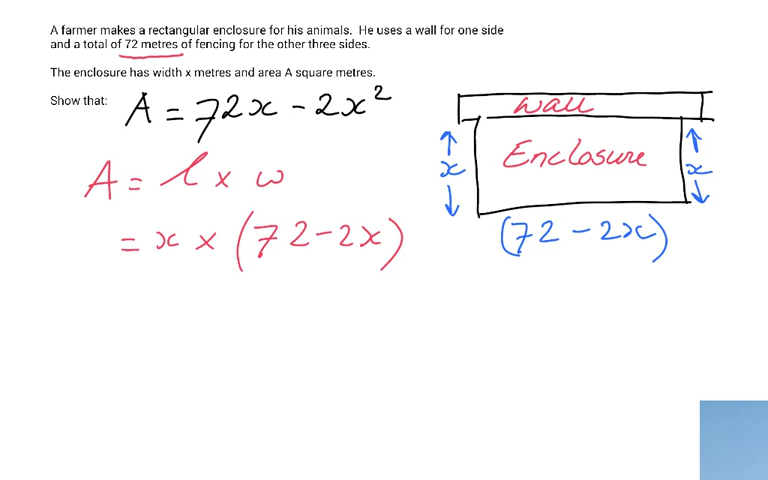 A farmer makes a rectangular enclosure for his animals.  He uses a wall for one side
and a total of 72 metres of fencing for the other three sides.
The enclosure has width x metres and area A square metres.
Show that: A = 72x - 2x²
wall
x Enclosure x
A = l x w
= x × (72-2x)
(72 - 2x)